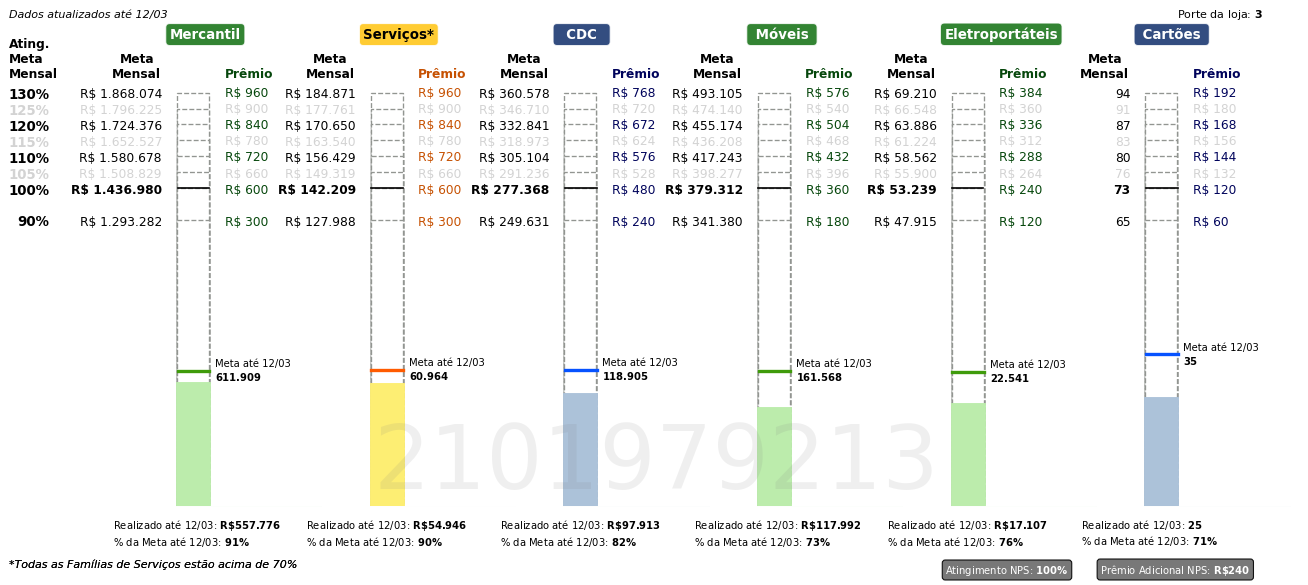 Dados atualizados até 12/03
Porte da loja: 3
Mercantil Serviços* CDC Móveis Eletroportáteis Cartões
Ating. Meta Mensal
Meta Mensal Prêmio Meta Mensal Prêmio Meta Mensal Prêmio Meta Mensal Prêmio Meta Mensal Prêmio Meta Mensal Prêmio
130% R$ 1.868.074 R$ 960 R$ 184.871 R$ 960 R$ 360.578 R$ 768 R$ 493.105 R$ 576 R$ 69.210 R$ 384 94 R$ 192
125% R$ 1.796.225 R$ 900 R$ 177.761 R$ 900 R$ 346.710 R$ 720 R$ 474.140 R$ 540 R$ 66.548 R$ 360 91 R$ 180
120% R$ 1.724.376 R$ 840 R$ 170.650 R$ 840 R$ 332.841 R$ 672 R$ 455.174 R$ 504 R$ 63.886 R$ 336 87 R$ 168
115% R$ 1.652.527 R$ 780 R$ 163.540 R$ 780 R$ 318.973 R$ 624 R$ 436.208 R$ 468 R$ 61.224 R$ 312 83 R$ 156
110% R$ 1.580.678 R$ 720 R$ 156.429 R$ 720 R$ 305.104 R$ 576 R$ 417.243 R$ 432 R$ 58.562 R$ 288 80 R$ 144
105% R$ 1.508.829 R$ 660 R$ 149.319 R$ 660 R$ 291.236 R$ 528 R$ 398.277 R$ 396 R$ 55.900 R$ 264 76 R$ 132
100% R$ 1.436.980 R$ 600 R$ 142.209 R$ 600 R$ 277.368 R$ 480 R$ 379.312 R$ 360 R$ 53.239 R$ 240 73 R$ 120
90% R$ 1.293.282 R$ 300 R$ 127.988 R$ 300 R$ 249.631 R$ 240 R$ 341.380 R$ 180 R$ 47.915 R$ 120 65 R$ 60
Meta até 12/03 Meta até 12/03 Meta até 12/03 Meta até 12/03 Meta até 12/03 Meta até 12/03
611.909 60.964 118.905 161.568 22.541 35
2101979213
Realizado até 12/03: R$557.776 Realizado até 12/03: R$54.946 Realizado até 12/03: R$97.913 Realizado até 12/03: R$117.992 Realizado até 12/03: R$17.107 Realizado até 12/03: 25
% da Meta até 12/03: 91% % da Meta até 12/03: 90% % da Meta até 12/03: 82% % da Meta até 12/03: 73% % da Meta até 12/03: 76% % da Meta até 12/03: 71%
*Todas as Famílias de Serviços estão acima de 70%
Atingimento NPS: 100% Prêmio Adicional NPS: R$240